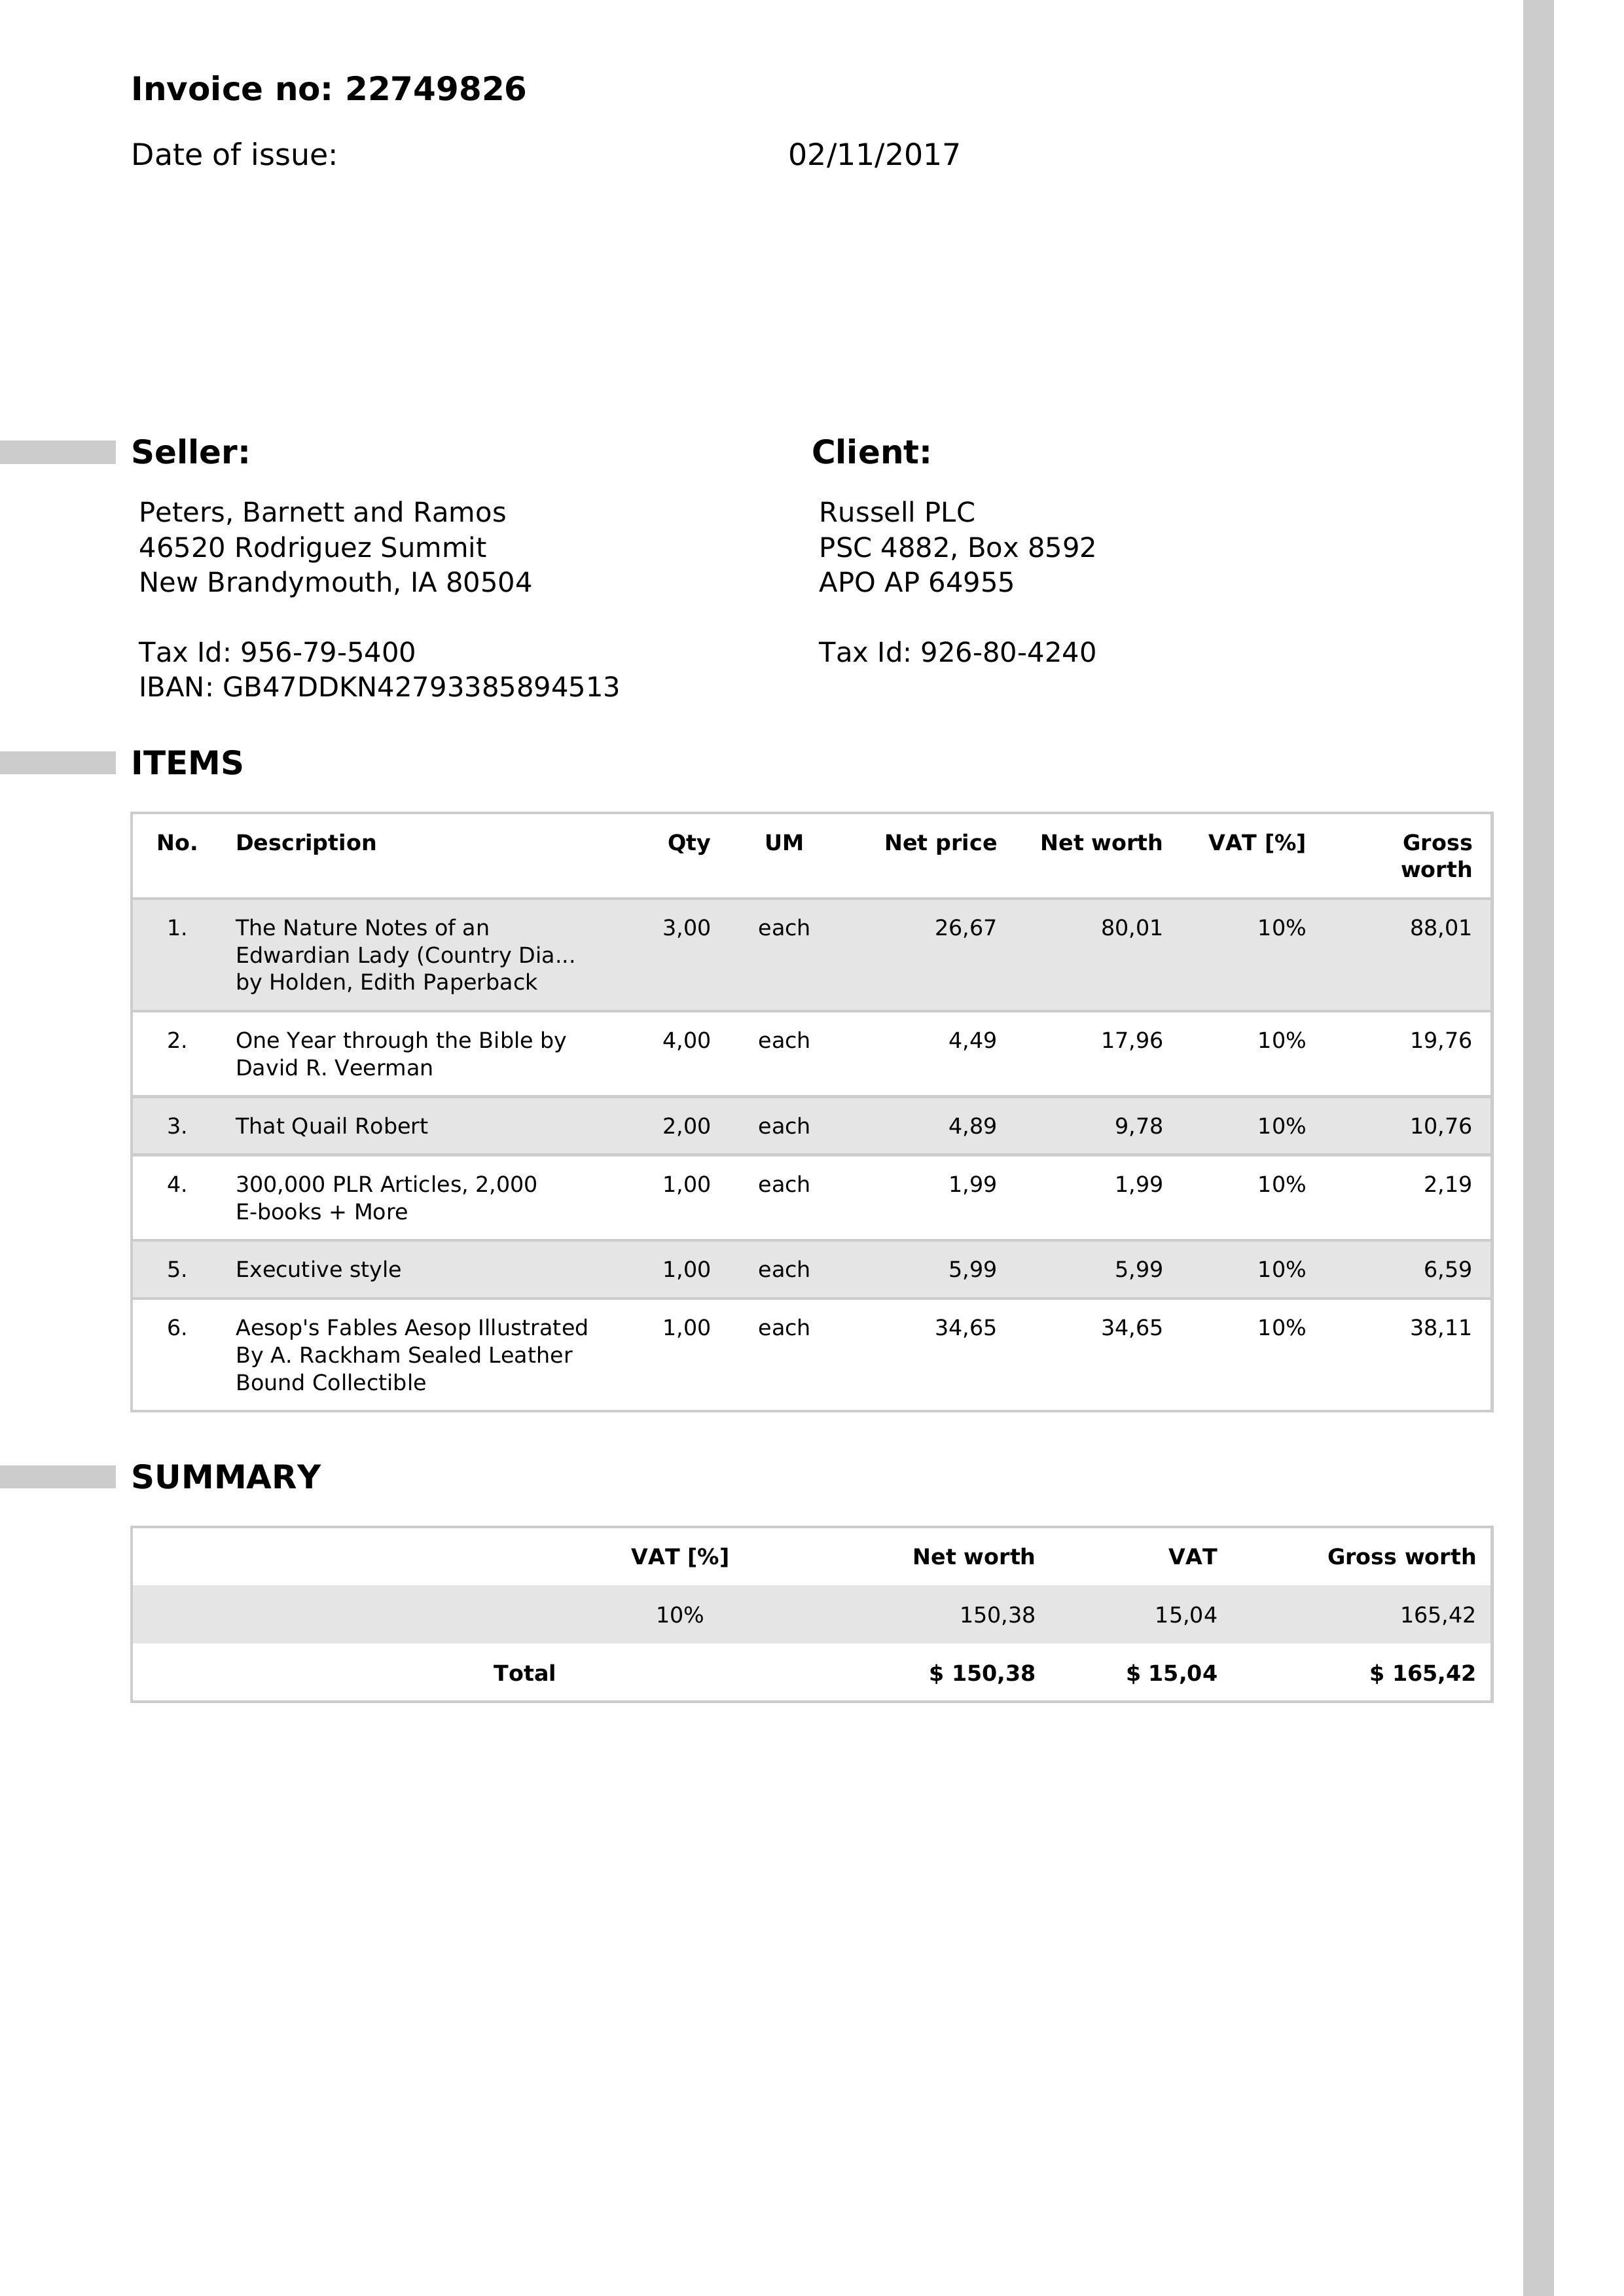 Invoice no: 22749826
Date of issue: 02/11/2017
Seller:
Peters, Barnett and Ramos
46520 Rodriguez Summit
New Brandymouth, IA 80504
Tax Id: 956-79-5400
IBAN: GB47DDKN42793385894513
Client:
Russell PLC
PSC 4882, Box 8592
APO AP 64955
Tax Id: 926-80-4240
ITEMS
No. Description Qty UM Net price Net worth VAT [%] Gross
worth
1. The Nature Notes of an 3,00 each 26,67 80,01 10% 88,01
Edwardian Lady (Country Dia...
by Holden, Edith Paperback
2. One Year through the Bible by 4,00 each 4,49 17,96 10% 19,76
David R. Veerman
3. That Quail Robert 2,00 each 4,89 9,78 10% 10,76
4. 300,000 PLR Articles, 2,000 1,00 each 1,99 1,99 10% 2,19
E-books + More
5. Executive style 1,00 each 5,99 5,99 10% 6,59
6. Aesop's Fables Aesop Illustrated 1,00 each 34,65 34,65 10% 38,11
By A. Rackham Sealed Leather
Bound Collectible
SUMMARY
VAT [%] Net worth VAT Gross worth
10% 150,38 15,04 165,42
Total $ 150,38 $ 15,04 $ 165,42